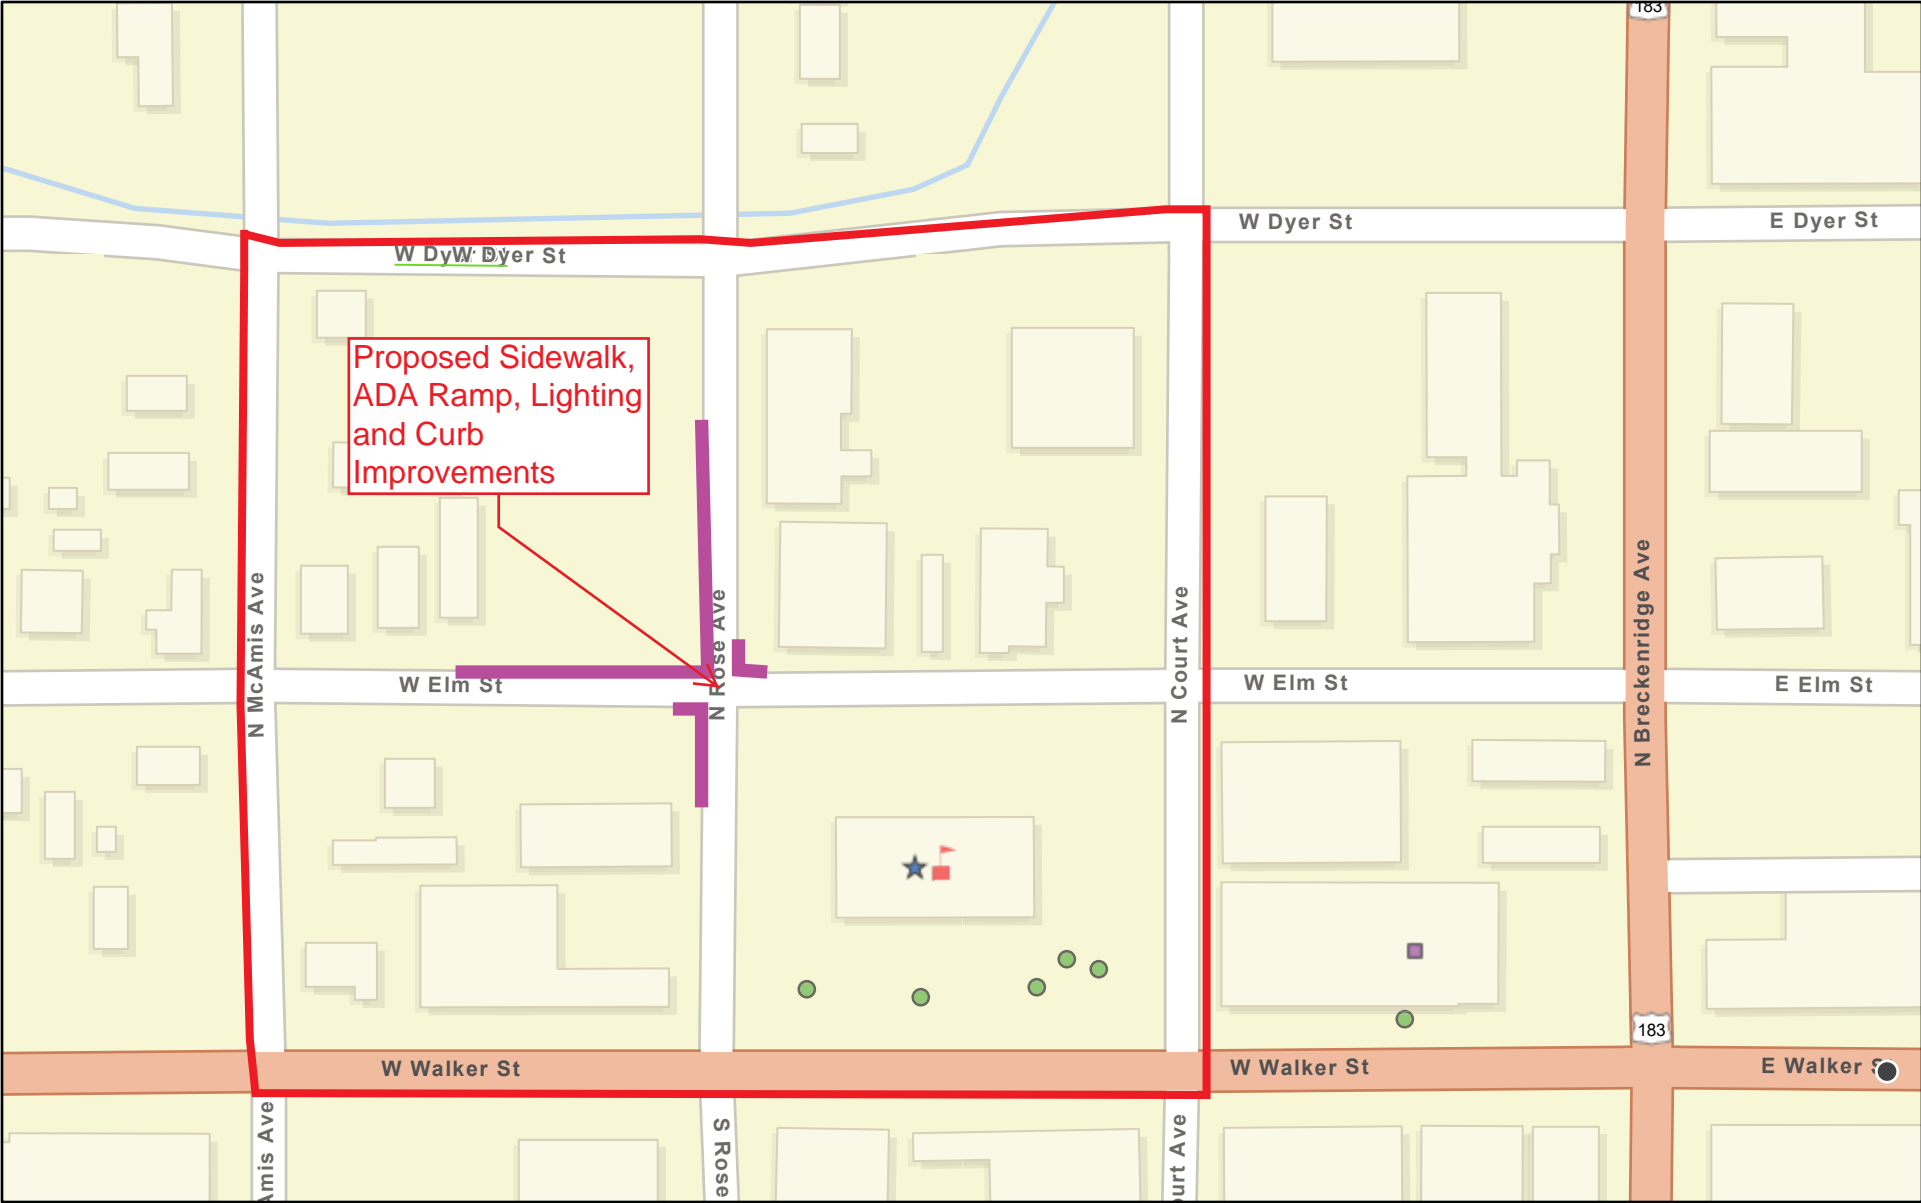 183
W Dyer St
E Dyer St
W Dy
W Dyer St
Proposed Sidewalk,
ADA Ramp, Lighting
and Curb
Improvements
N McAmis Ave
N Rose Ave
N Court Ave
N Breckenridge Ave
W Elm St
W Elm St
E Elm St
183
W Walker St
W Walker St
E Walker S
Amis Ave
S Rose
ourt Ave